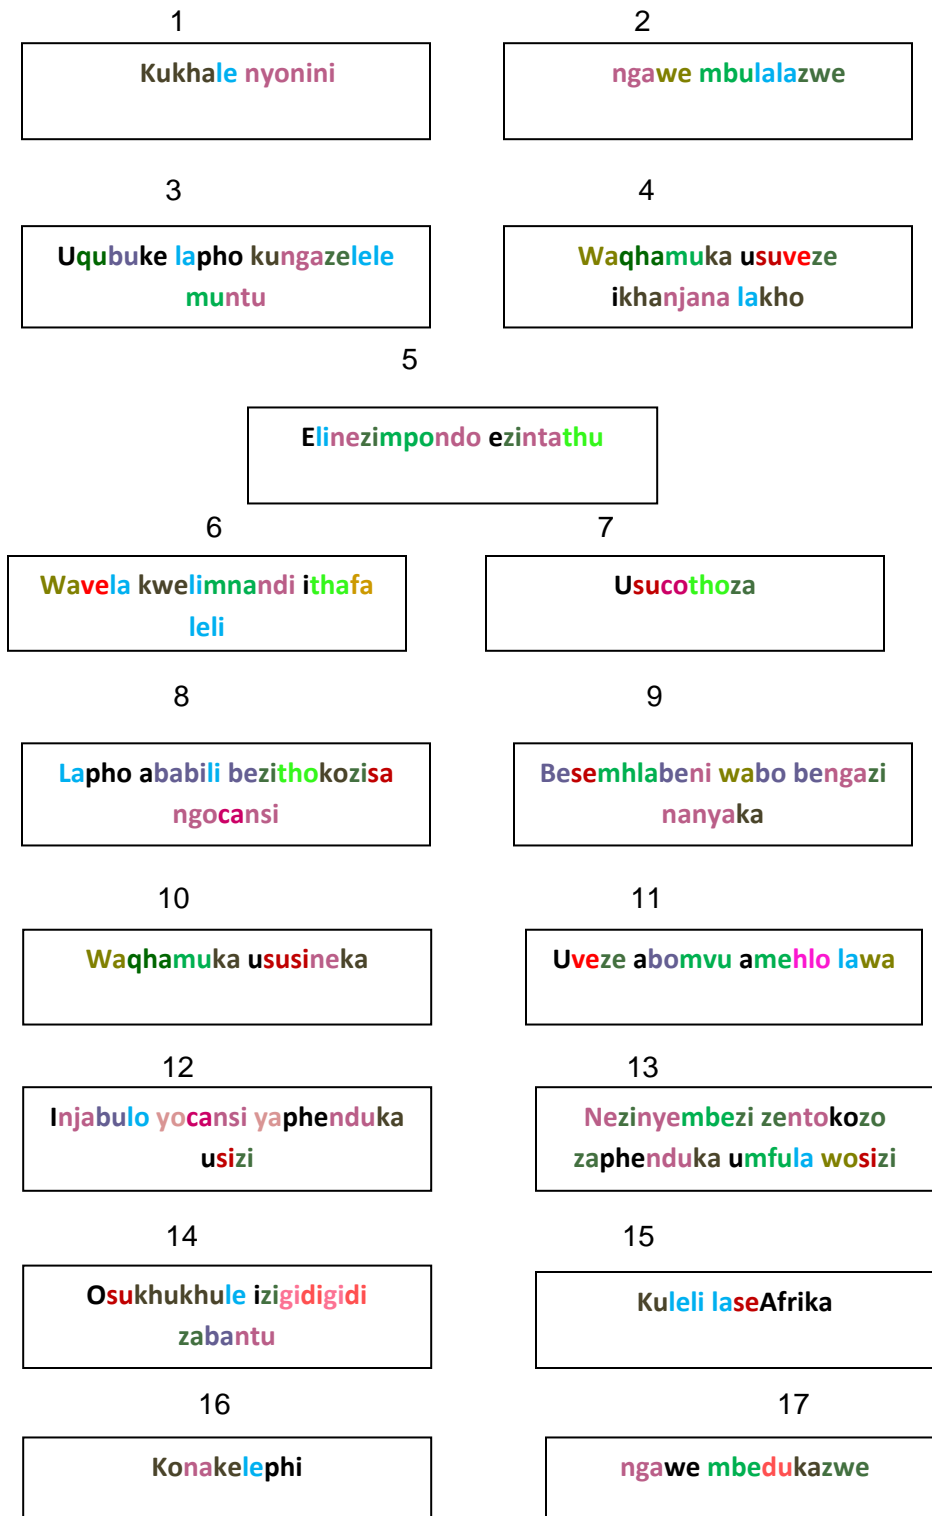 1
2
Kukhale nyonini
ngawe mbulalazwe
3
4
Uqubuke lapho kungazelele
muntu
Waqhamuka usuveze
ikhanjana lakho
5
Elinezimpondo ezintathu
6
7
Wavela kwelimnandi ithafa
leli
Usucothoza
8
9
Lapho ababili bezithokozisa
ngocansi
Besemhlabeni wabo bengazi
nanyaka
10
11
Waqhamuka ususineka
Uveze abomvu amehlo lawa
12
13
Injabulo yocansi yaphenduka
usizi
Nezinyembezi zentokozo
zaphenduka umfula wosizi
14
15
Osukhukhule izigidigidi
zabantu
Kuleli laseAfrika
16
17
Konakelephi
ngawe mbedukazwe